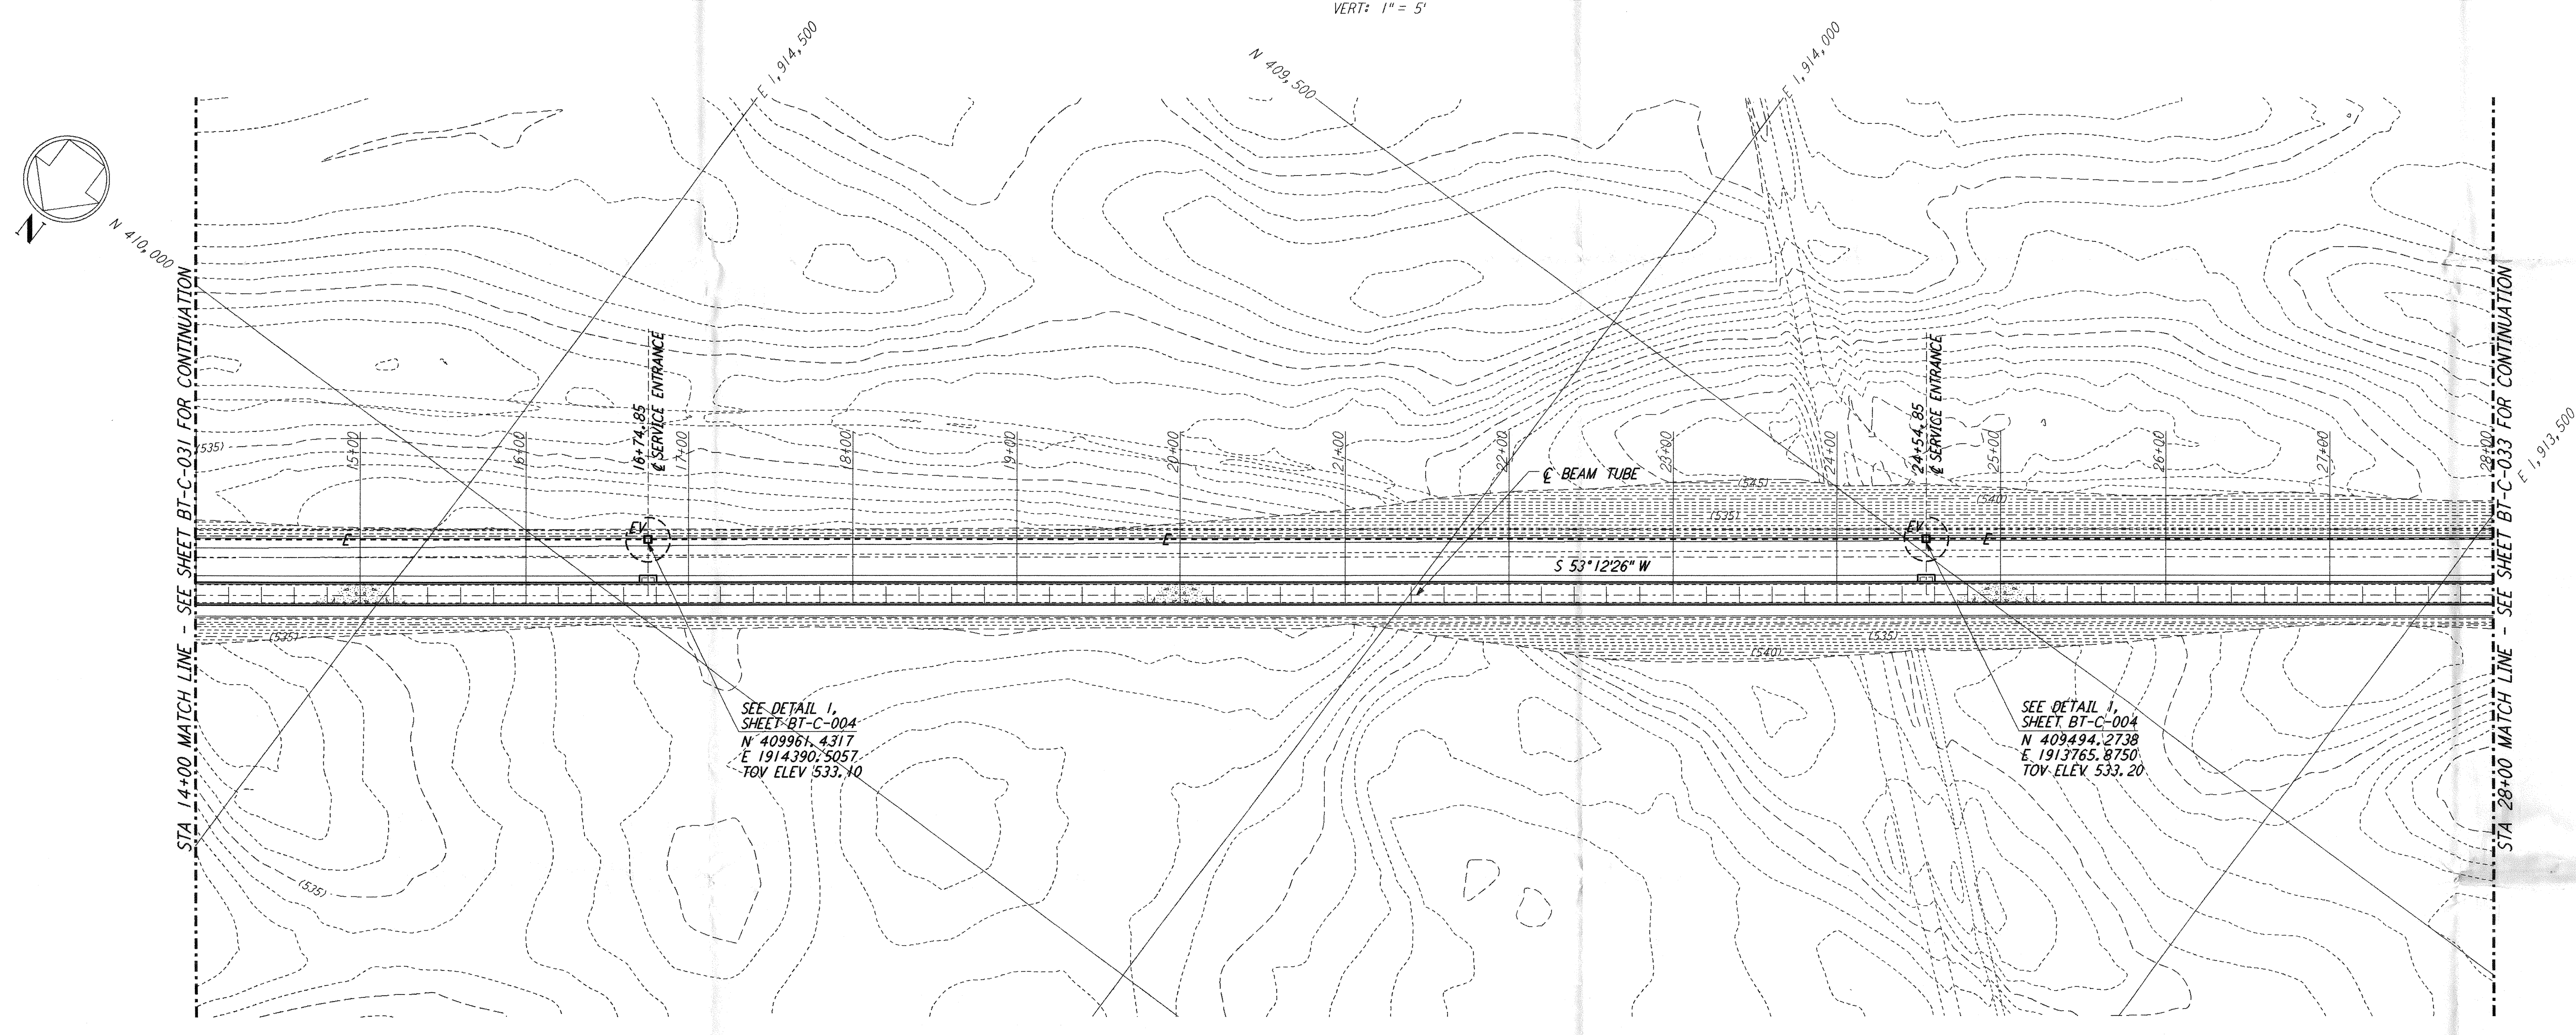 VERT: 1" = 5'
E 1,914,500
N 409,500
E 1,914,000
N
N 410,000
STA 14+00 MATCH LINE - SEE SHEET BT-C-031 FOR CONTINUATION
(535)
15+00
16+00
16+74.85
℄ SERVICE ENTRANCE
17+00
18+00
19+00
20+00
21+00
22+00
℄ BEAM TUBE
23+00
(545)
24+00
24+54.85
℄ SERVICE ENTRANCE
25+00
(540)
26+00
27+00
28+00
STA 28+00 MATCH LINE - SEE SHEET BT-C-033 FOR CONTINUATION
E 1,913,500
(535)
E
EV
E
EV
E
S 53°12'26" W
(535)
(535)
(540)
SEE DETAIL 1,
SHEET BT-C-004
N 409961.4317
E 1914390.5057
TOV ELEV 533.10
SEE DETAIL 1,
SHEET BT-C-004
N 409494.2738
E 1913765.8750
TOV ELEV 533.20
(535)